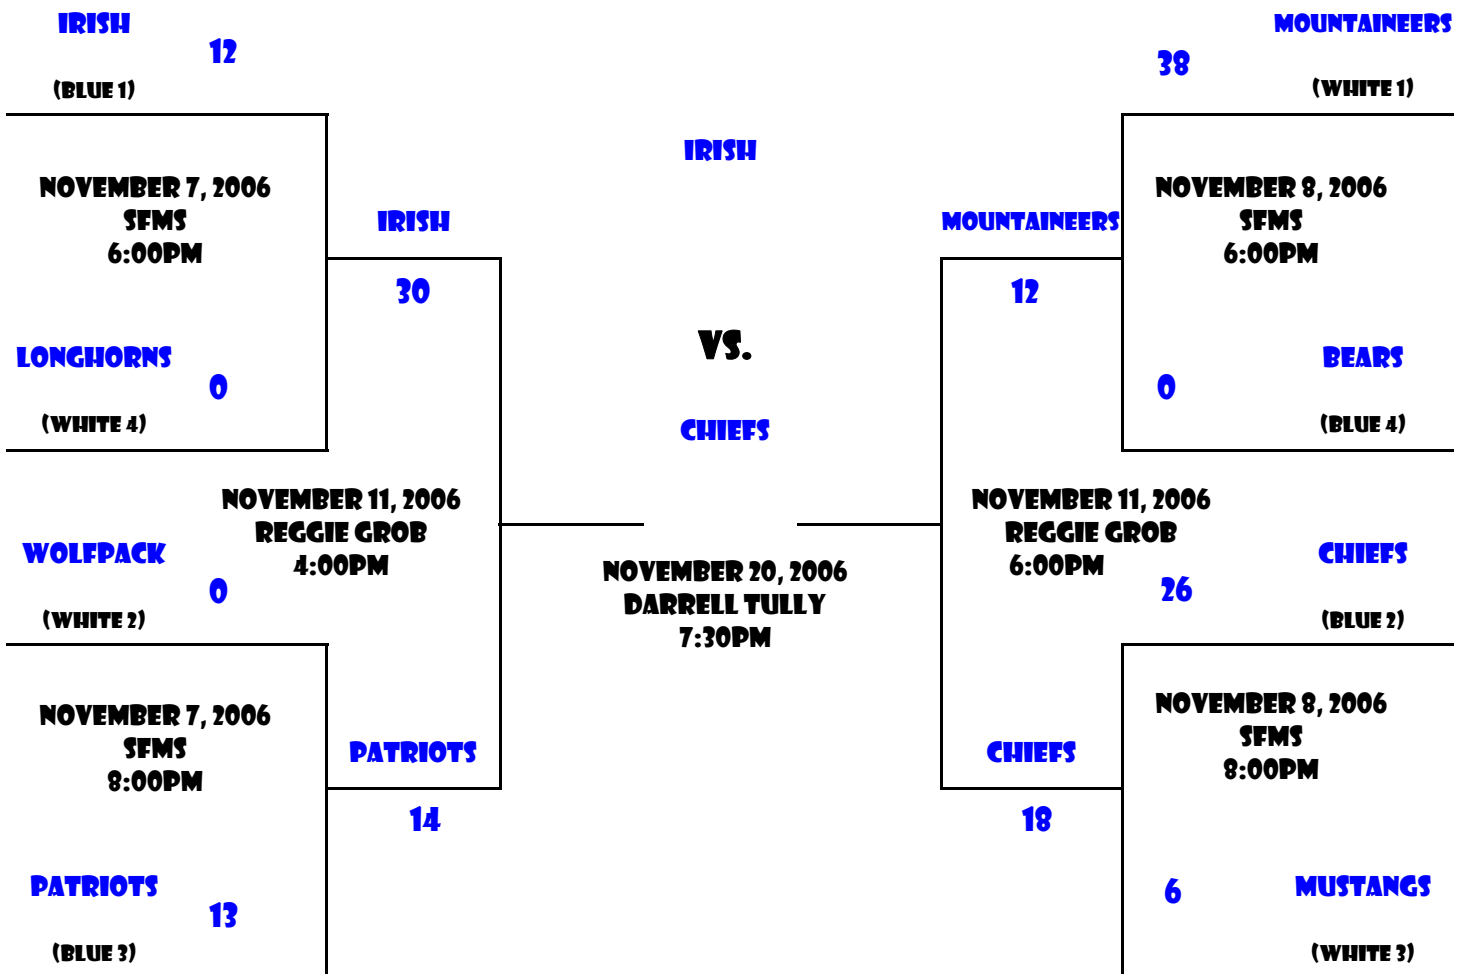 IRISH
12
(BLUE 1)
NOVEMBER 7, 2006
SFMS
6:00PM
LONGHORNS
0
(WHITE 4)
WOLFPACK
0
(WHITE 2)
NOVEMBER 7, 2006
SFMS
8:00PM
PATRIOTS
13
(BLUE 3)
IRISH
30
NOVEMBER 11, 2006
REGGIE GROB
4:00PM
PATRIOTS
14
IRISH
VS.
CHIEFS
NOVEMBER 20, 2006
DARRELL TULLY
7:30PM
MOUNTAINEERS
12
NOVEMBER 11, 2006
REGGIE GROB
6:00PM
CHIEFS
18
MOUNTAINEERS
38
(WHITE 1)
NOVEMBER 8, 2006
SFMS
6:00PM
BEARS
0
(BLUE 4)
CHIEFS
26
(BLUE 2)
NOVEMBER 8, 2006
SFMS
8:00PM
6
MUSTANGS
(WHITE 3)